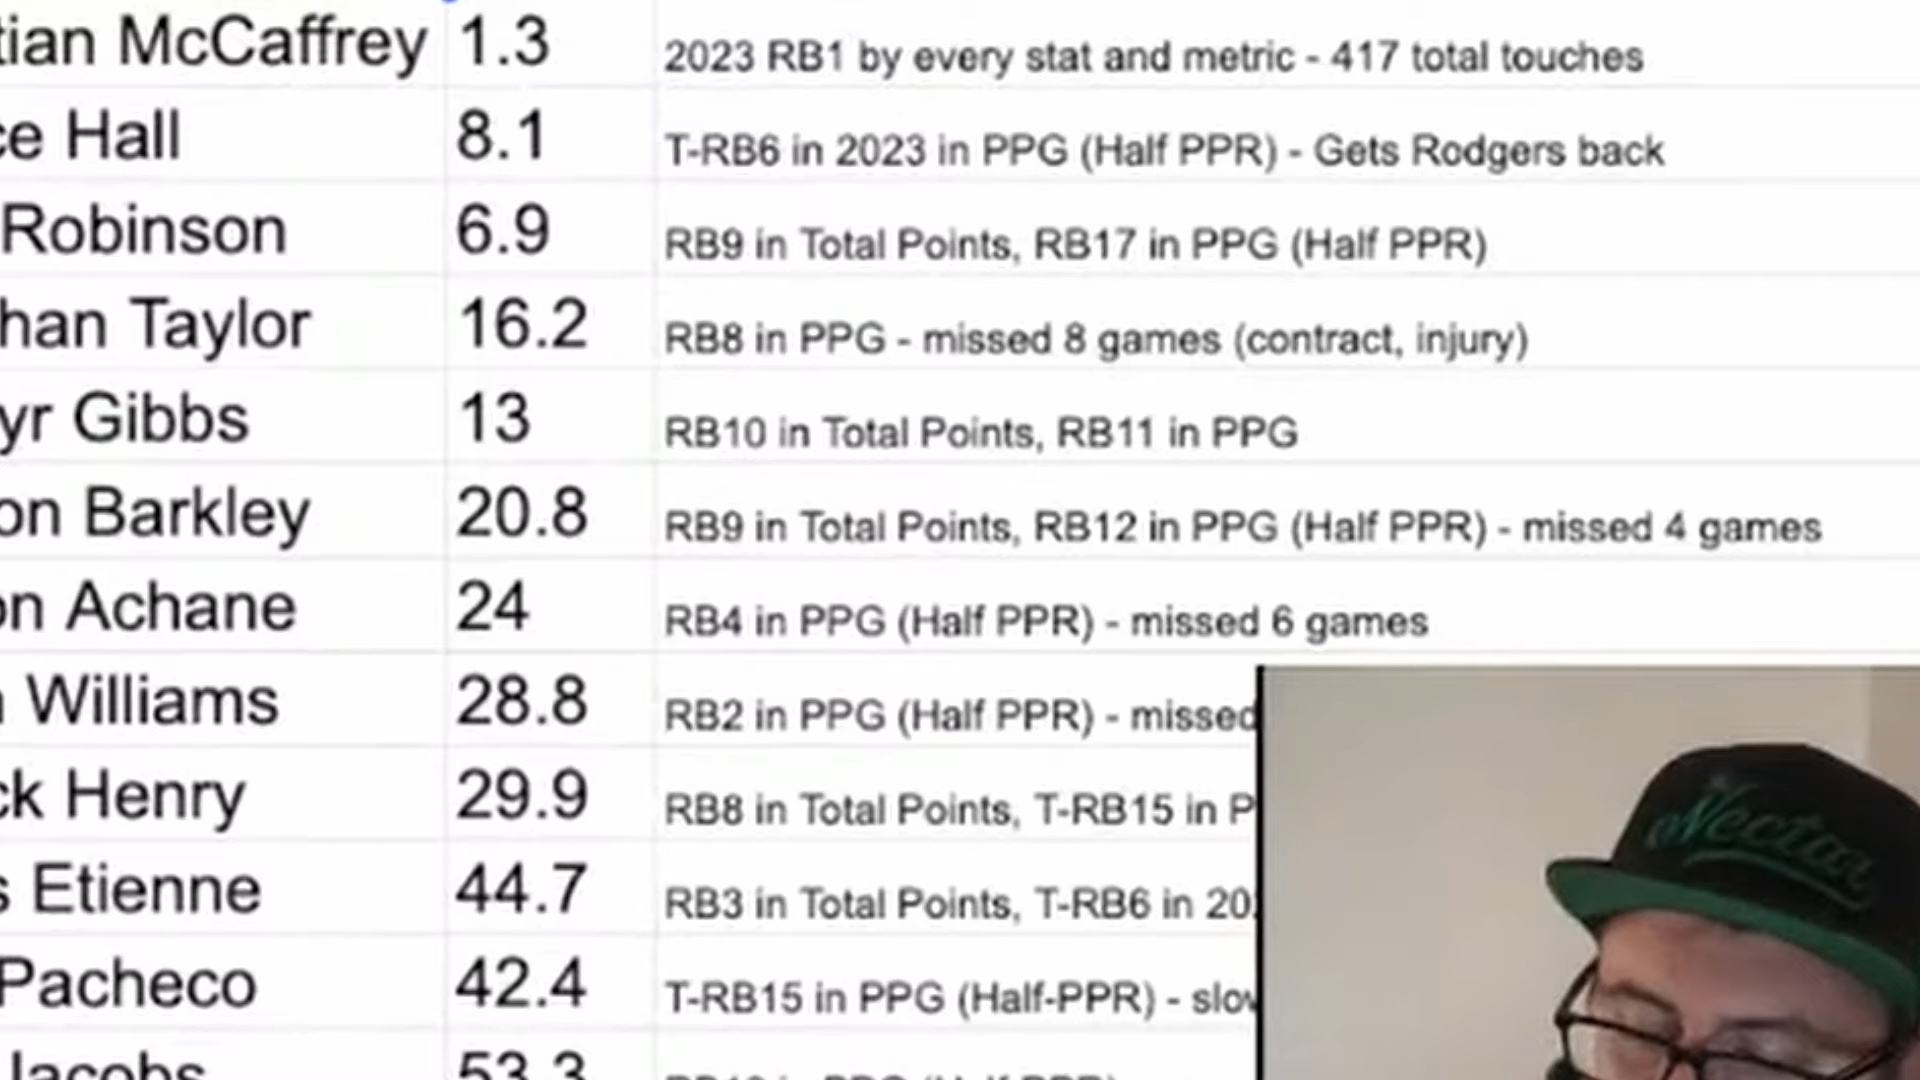 tian McCaffrey 1.3 2023 RB1 by every stat and metric - 417 total touches
ce Hall 8.1 T-RB6 in 2023 in PPG (Half PPR) - Gets Rodgers back
Robinson 6.9 RB9 in Total Points, RB17 in PPG (Half PPR)
han Taylor 16.2 RB8 in PPG - missed 8 games (contract, injury)
yr Gibbs 13 RB10 in Total Points, RB11 in PPG
on Barkley 20.8 RB9 in Total Points, RB12 in PPG (Half PPR) - missed 4 games
on Achane 24 RB4 in PPG (Half PPR) - missed 6 games
Williams 28.8 RB2 in PPG (Half PPR) - missed
ck Henry 29.9 RB8 in Total Points, T-RB15 in P
s Etienne 44.7 RB3 in Total Points, T-RB6 in 20
Pacheco 42.4 T-RB15 in PPG (Half-PPR) - slow
Jacobs 53.3
Nectar